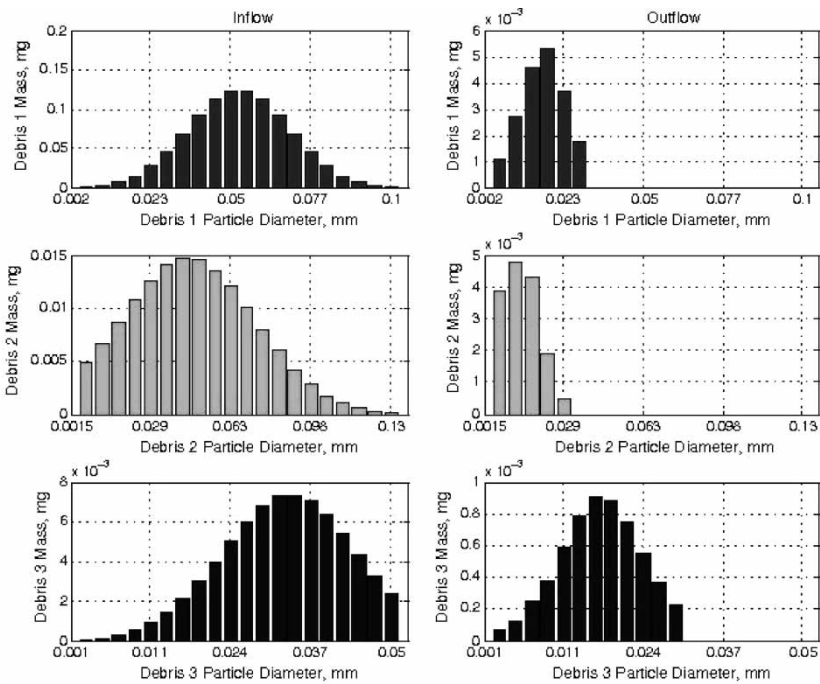 Inflow
0.2
0.15
0.1
0.05
0
Debris 1 Mass, mg
0.002 0.023 0.05 0.077 0.1
Debris 1 Particle Diameter, mm
Outflow
x 10⁻³
6
5
4
3
2
1
0
Debris 1 Mass, mg
0.002 0.023 0.05 0.077 0.1
Debris 1 Particle Diameter, mm
0.015
0.01
0.005
0
Debris 2 Mass, mg
0.0015 0.029 0.063 0.098 0.13
Debris 2 Particle Diameter, mm
x 10⁻³
5
4
3
2
1
0
Debris 2 Mass, mg
0.0015 0.029 0.063 0.098 0.13
Debris 2 Particle Diameter, mm
x 10⁻³
8
6
4
2
0
Debris 3 Mass, mg
0.001 0.011 0.024 0.037 0.05
Debris 3 Particle Diameter, mm
x 10⁻³
1
0.8
0.6
0.4
0.2
0
Debris 3 Mass, mg
0.001 0.011 0.024 0.037 0.05
Debris 3 Particle Diameter, mm